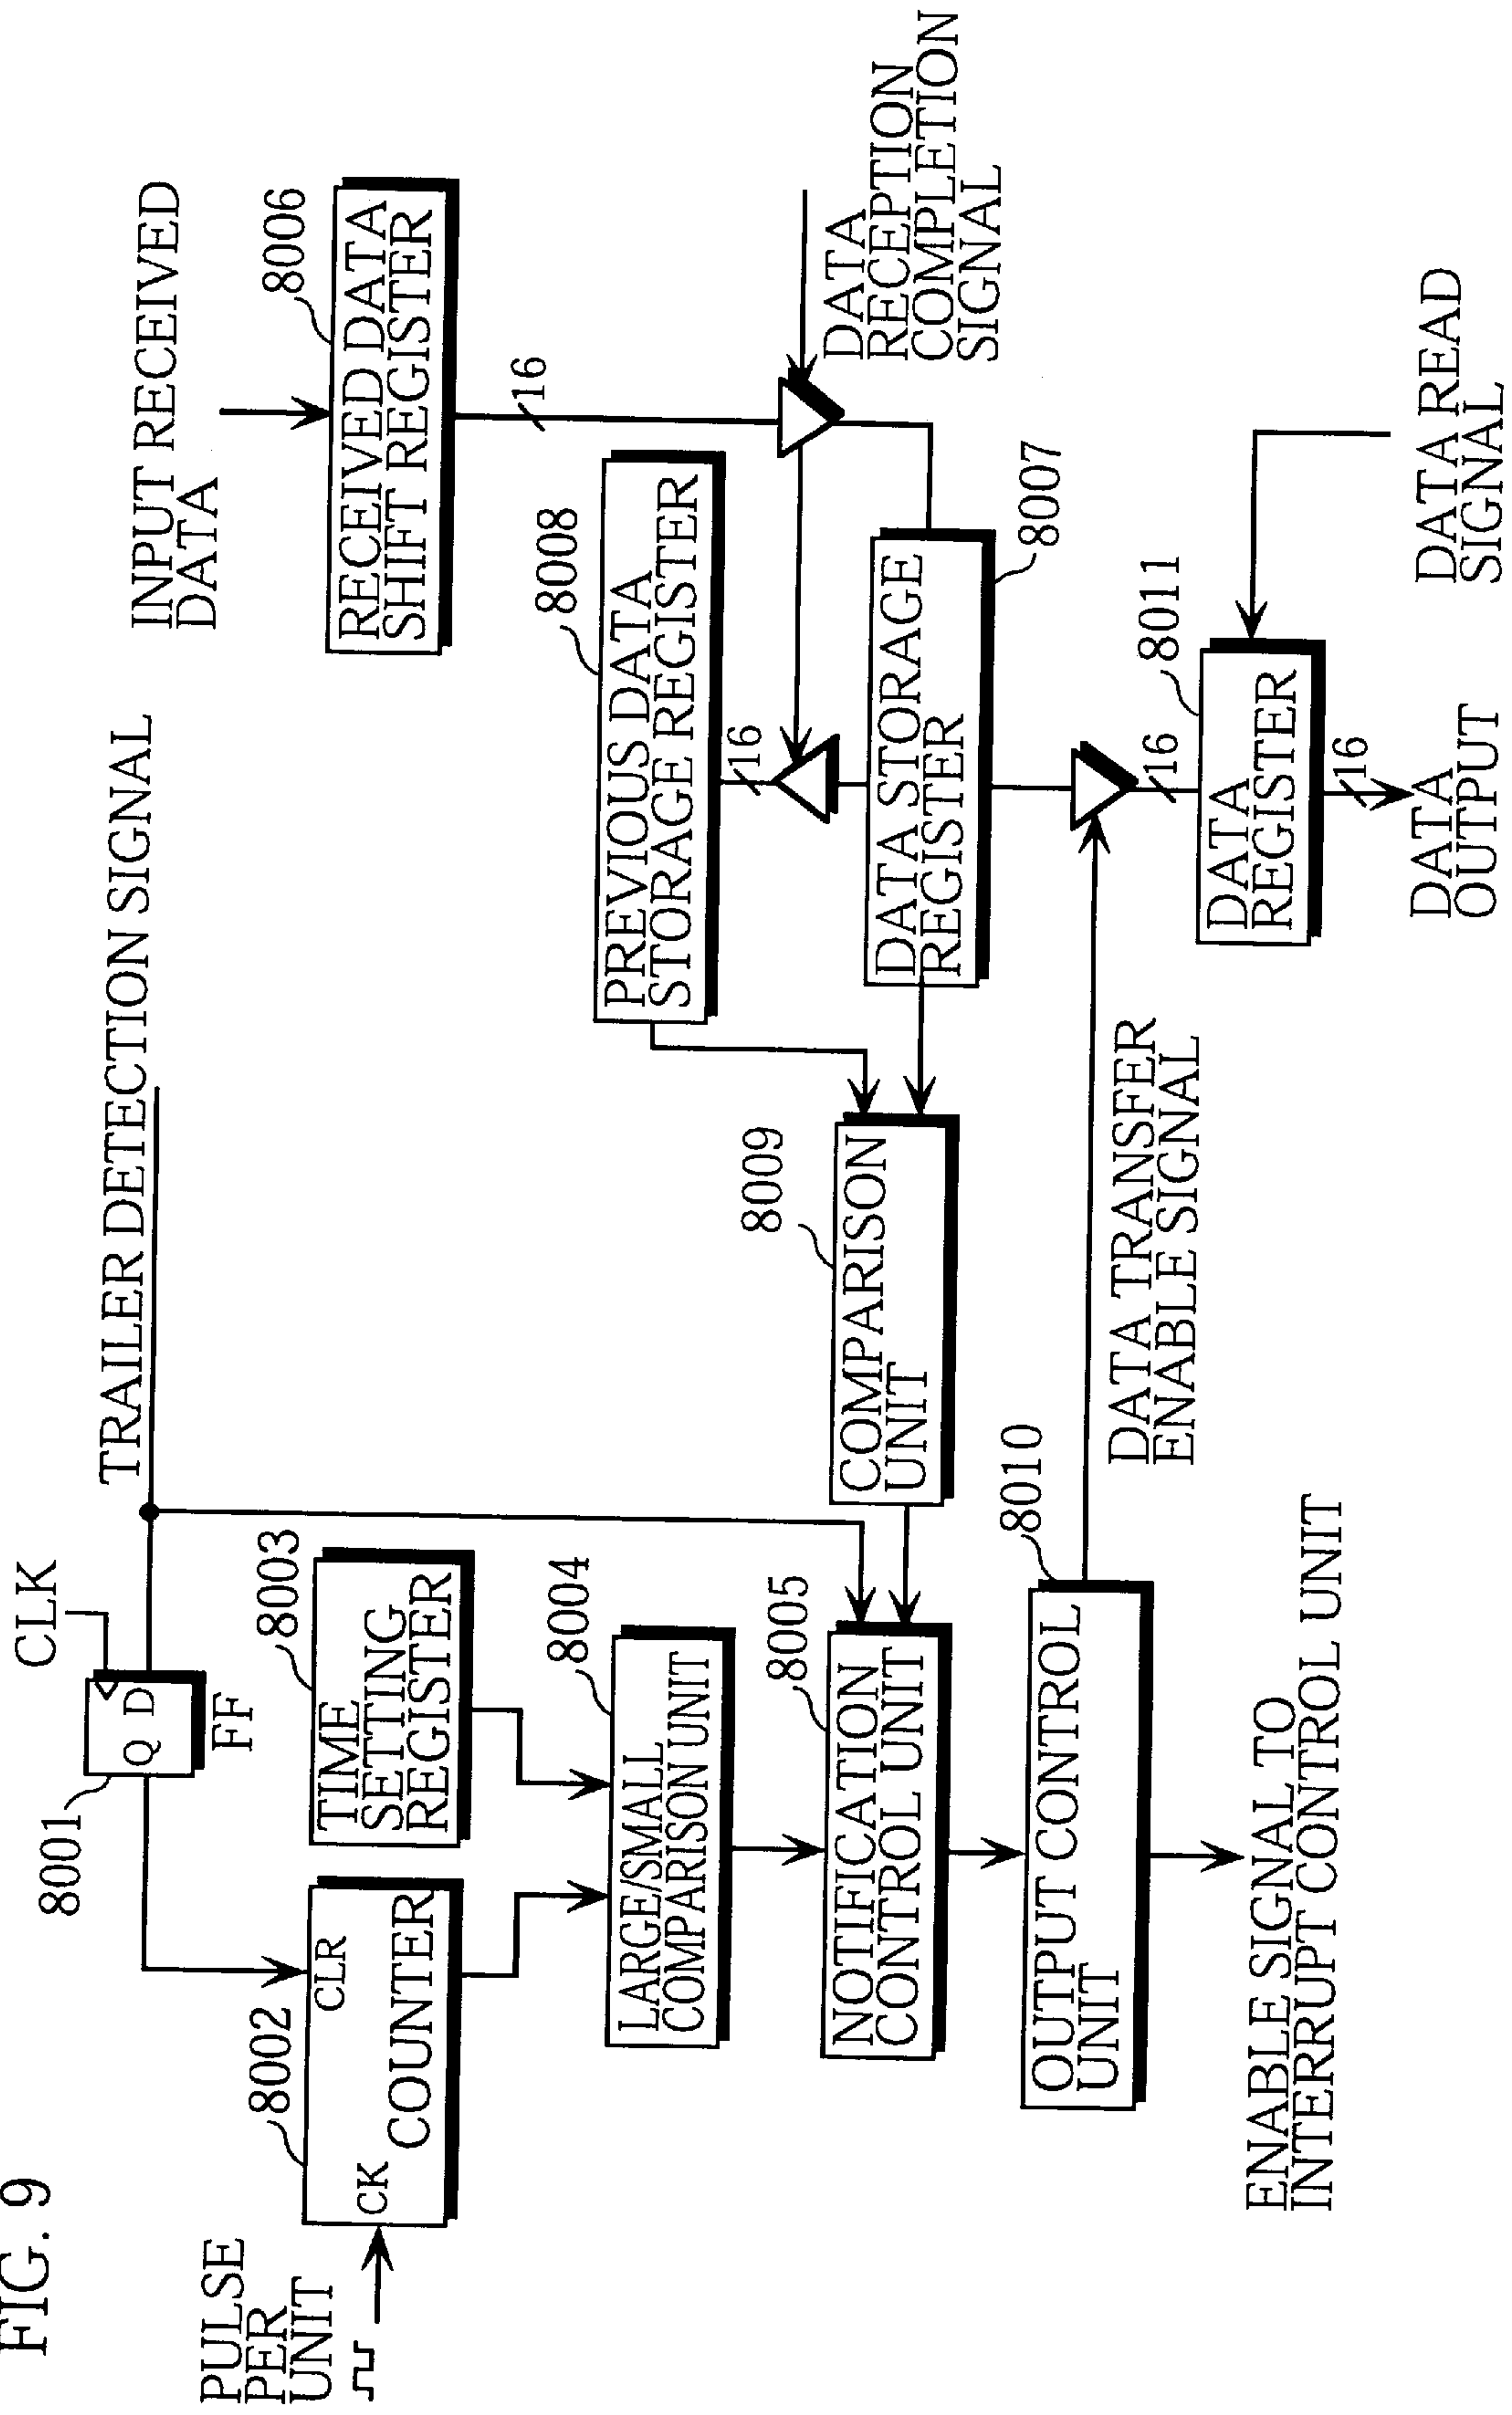 FIG. 9
CLK
8001
Q D
FF
TRAILER DETECTION SIGNAL
INPUT RECEIVED
DATA
PULSE
PER
UNIT
8002
CLR
CK
COUNTER
8003
TIME
SETTING
REGISTER
8006
RECEIVED DATA
SHIFT REGISTER
16
8004
LARGE/SMALL
COMPARISON UNIT
8008
PREVIOUS DATA
STORAGE REGISTER
16
DATA
RECEPTION
COMPLETION
SIGNAL
8005
NOTIFICATION
CONTROL UNIT
8009
COMPARISON
UNIT
DATA STORAGE
REGISTER
8007
8010
OUTPUT CONTROL
UNIT
DATA TRANSFER
ENABLE SIGNAL
16
8011
DATA
REGISTER
16
ENABLE SIGNAL TO
INTERRUPT CONTROL UNIT
DATA
OUTPUT
DATA READ
SIGNAL